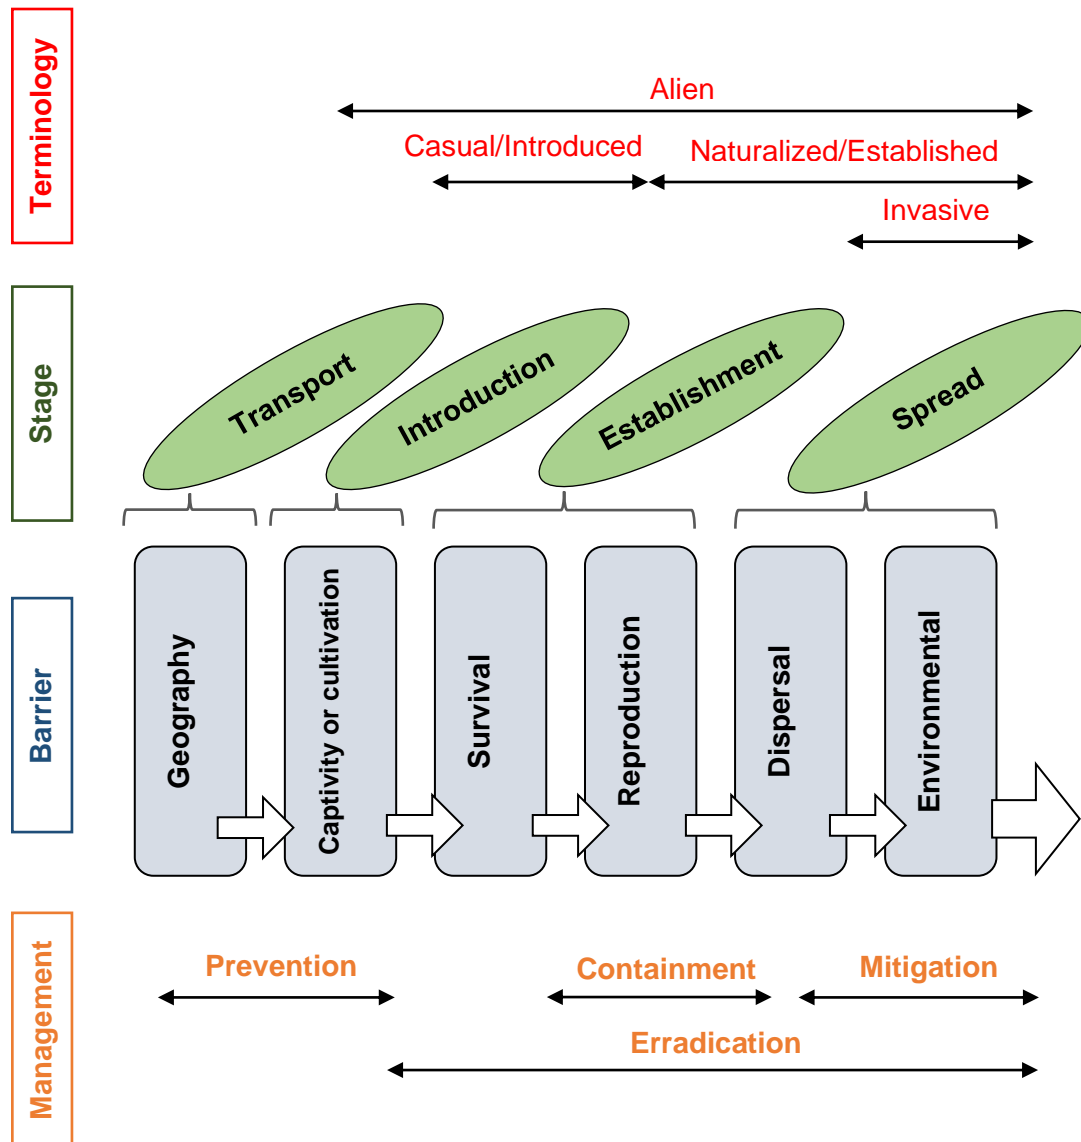 Terminology
Alien
Casual/Introduced
Naturalized/Established
Invasive
Stage
Transport
Introduction
Establishment
Spread
Barrier
Geography
Captivity or cultivation
Survival
Reproduction
Dispersal
Environmental
Management
Prevention
Containment
Mitigation
Erradication